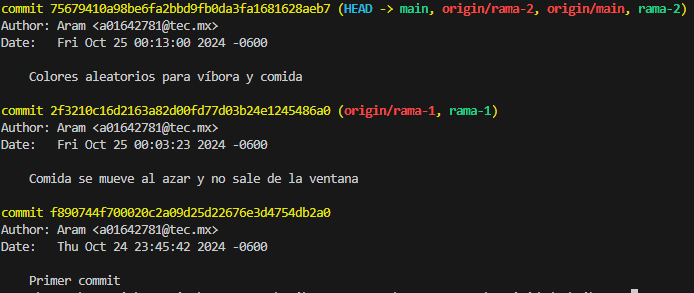 commit 75679410a98be6fa2bbd9fb0da3fa1681628aeb7 (HEAD -> main, origin/rama-2, origin/main, rama-2)
Author: Aram <a01642781@tec.mx>
Date:   Fri Oct 25 00:13:00 2024 -0600
Colores aleatorios para víbora y comida
commit 2f3210c16d2163a82d00fd77d03b24e1245486a0 (origin/rama-1, rama-1)
Author: Aram <a01642781@tec.mx>
Date:   Fri Oct 25 00:03:23 2024 -0600
Comida se mueve al azar y no sale de la ventana
commit f890744f700020c2a09d25d22676e3d4754db2a0
Author: Aram <a01642781@tec.mx>
Date:   Thu Oct 24 23:45:42 2024 -0600
Primer commit